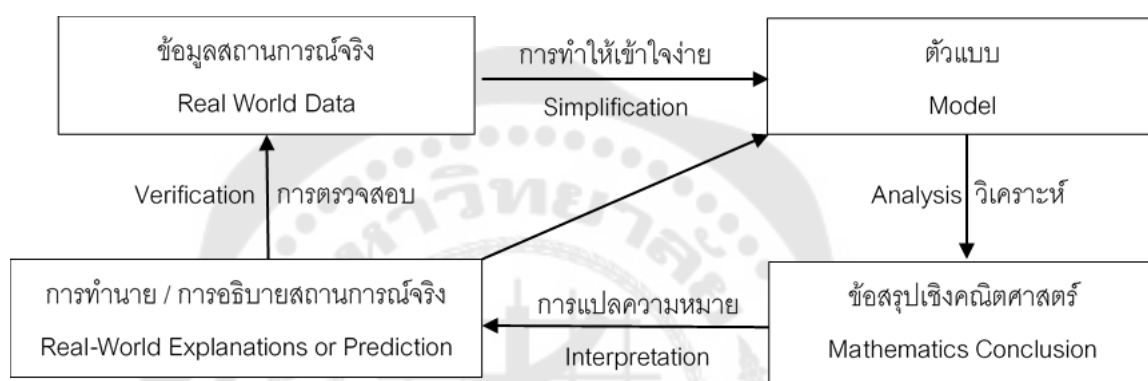 ข้อมูลสถานการณ์จริง
Real World Data
การทำให้เข้าใจง่าย
Simplification
ตัวแบบ
Model
Verification การตรวจสอบ
Analysis วิเคราะห์
การทำนาย / การอธิบายสถานการณ์จริง
Real-World Explanations or Prediction
การแปลความหมาย
Interpretation
ข้อสรุปเชิงคณิตศาสตร์
Mathematics Conclusion